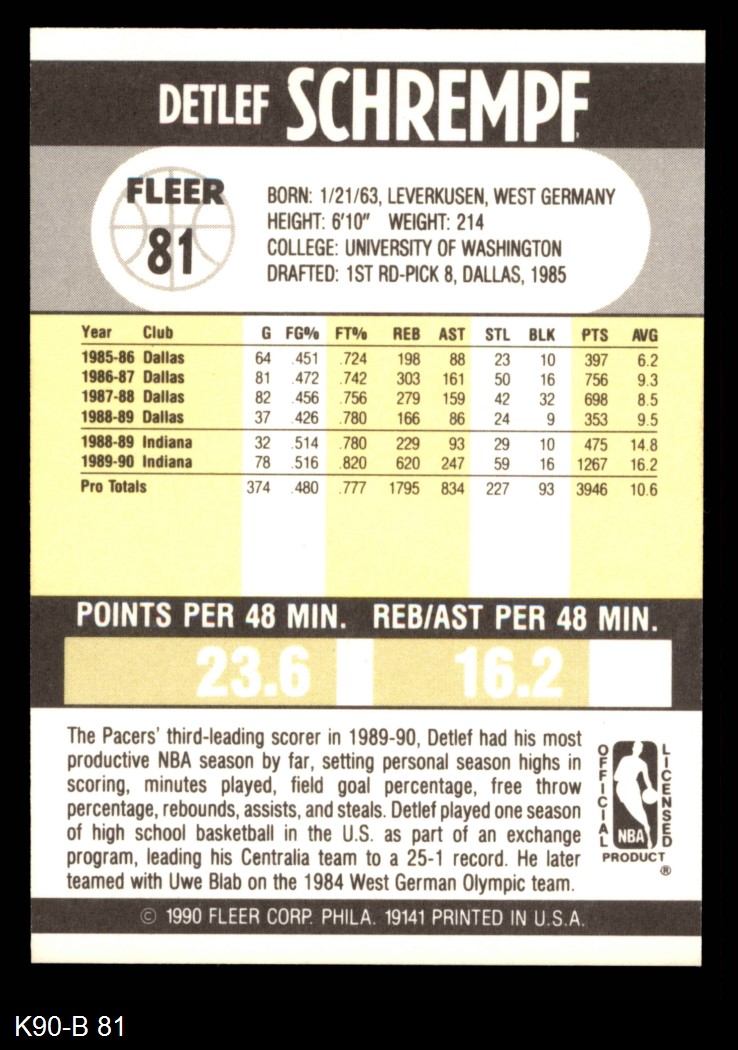 DETLEF SCHREMPF
FLEER
81
BORN: 1/21/63, LEVERKUSEN, WEST GERMANY
HEIGHT: 6'10" WEIGHT: 214
COLLEGE: UNIVERSITY OF WASHINGTON
DRAFTED: 1ST RD-PICK 8, DALLAS, 1985
Year Club G FG% FT% REB AST STL BLK PTS AVG
1985-86 Dallas 64 .451 .724 198 88 23 10 397 6.2
1986-87 Dallas 81 .472 .742 303 161 50 16 756 9.3
1987-88 Dallas 82 .456 .756 279 159 42 32 698 8.5
1988-89 Dallas 37 .426 .780 166 86 24 9 353 9.5
1988-89 Indiana 32 .514 .780 229 93 29 10 475 14.8
1989-90 Indiana 78 .516 .820 620 247 59 16 1267 16.2
Pro Totals 374 .480 .777 1795 834 227 93 3946 10.6
POINTS PER 48 MIN. REB/AST PER 48 MIN.
23.6 16.2
The Pacers' third-leading scorer in 1989-90, Detlef had his most
productive NBA season by far, setting personal season highs in
scoring, minutes played, field goal percentage, free throw
percentage, rebounds, assists, and steals. Detlef played one season
of high school basketball in the U.S. as part of an exchange
program, leading his Centralia team to a 25-1 record. He later
teamed with Uwe Blab on the 1984 West German Olympic team.
OFFICIAL
LICENSED
NBA
PRODUCT
®
© 1990 FLEER CORP. PHILA. 19141 PRINTED IN U.S.A.
K90-B 81